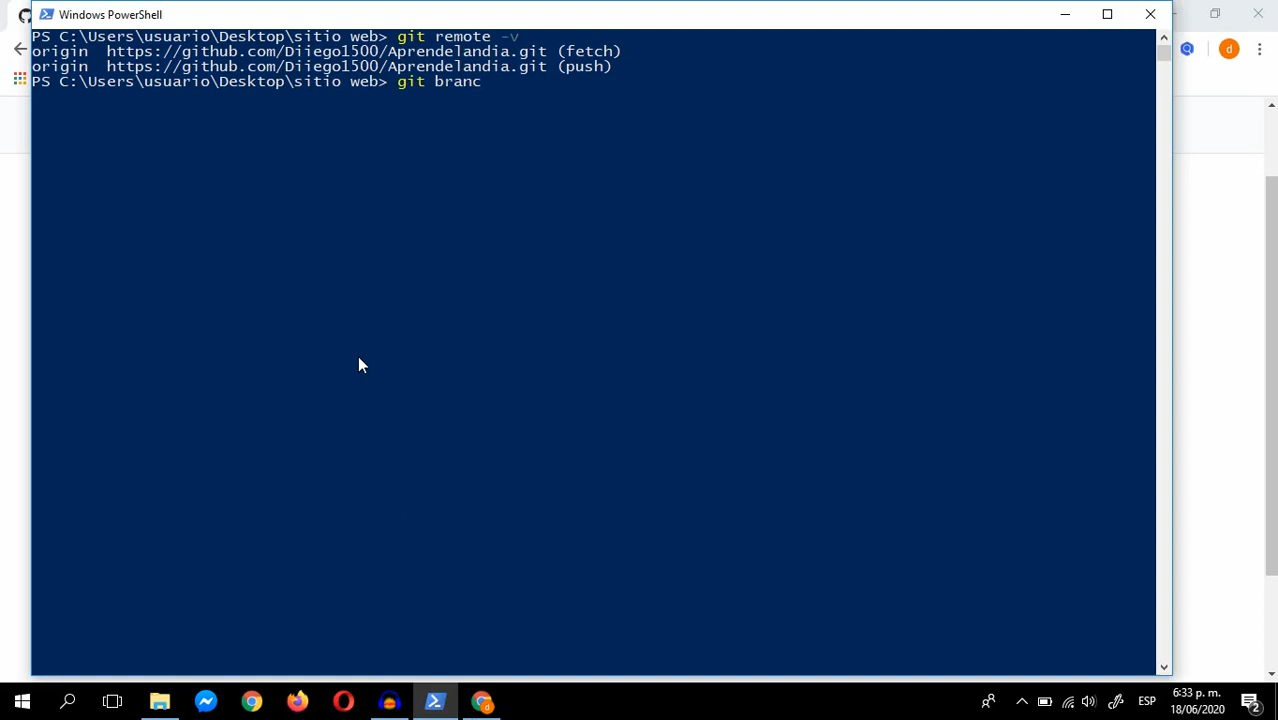 Windows PowerShell
PS C:\Users\usuario\Desktop\sitio web> git remote -v
origin  https://github.com/Diiego1500/Aprendelandia.git (fetch)
origin  https://github.com/Diiego1500/Aprendelandia.git (push)
PS C:\Users\usuario\Desktop\sitio web> git branc
d
d
ESP
6:33 p. m.
18/06/2020
2